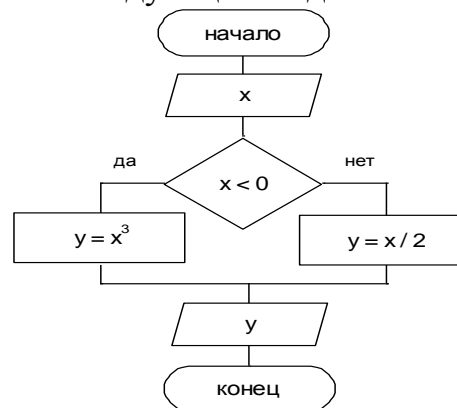 начало
x
да
нет
x < 0
y = x³
y = x / 2
y
конец